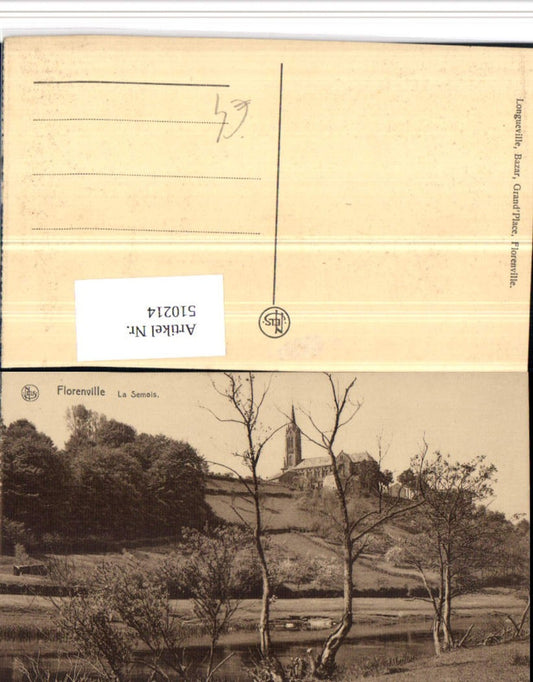 Longueville, Bazar, Grand'Place, Florenville.
Artikel Nr.
510214
Florenville La Semois.